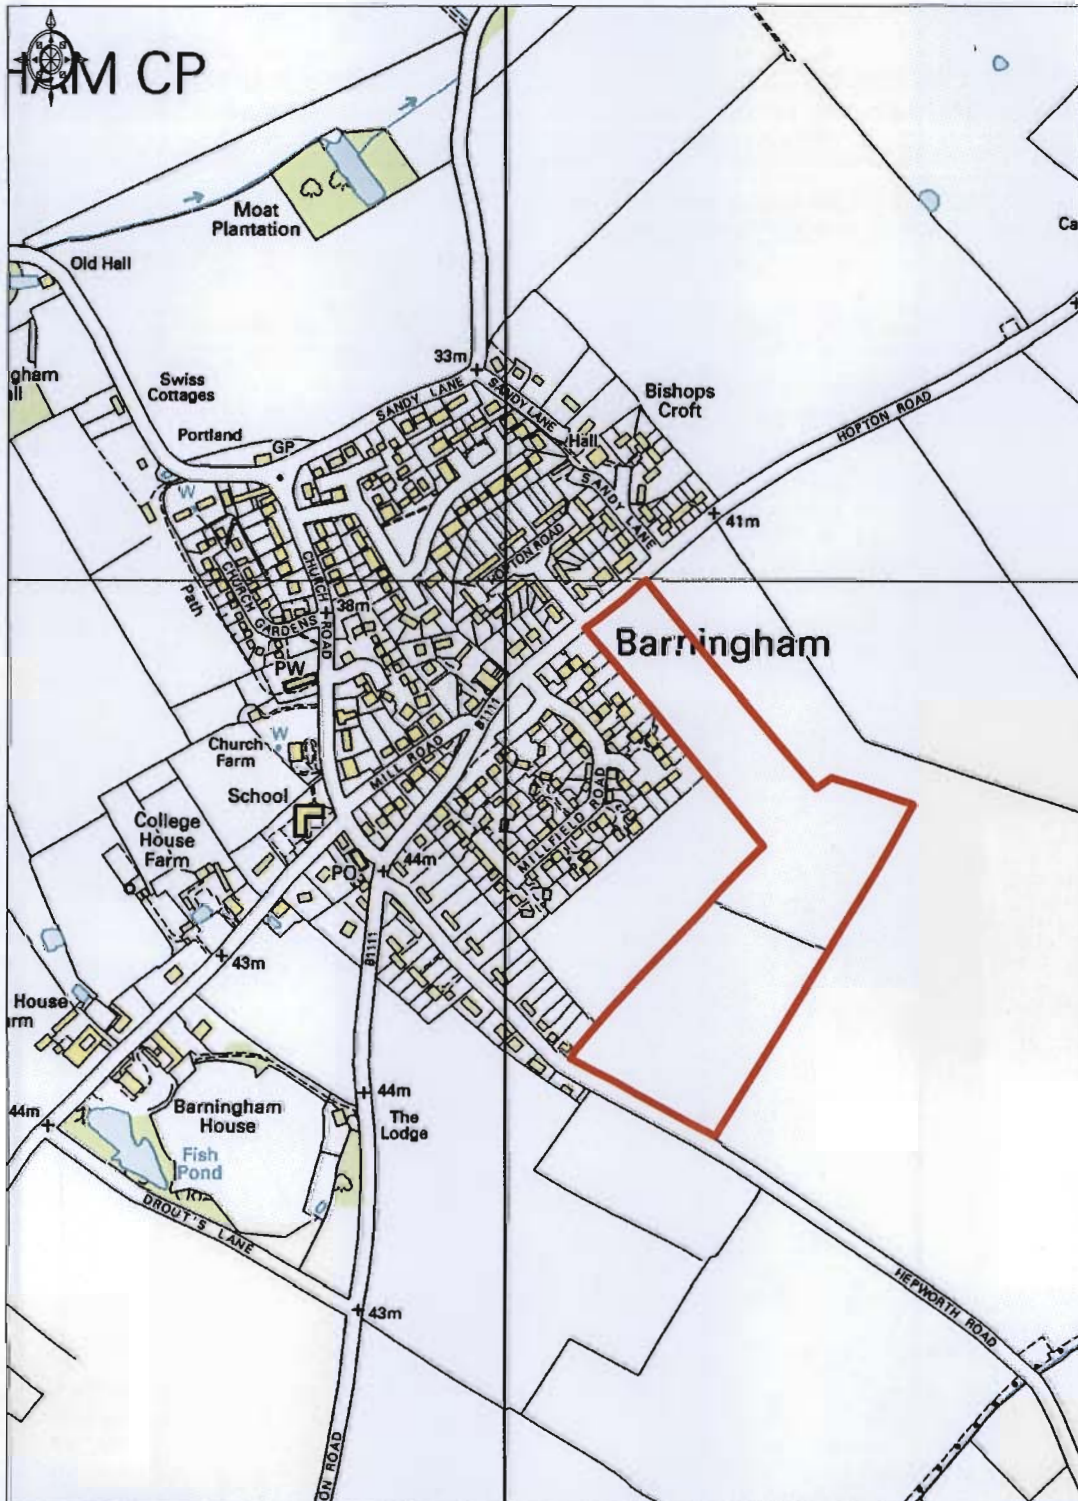 HAM CP
Moat
Plantation
Old Hall
Ca
33m
Swiss
Cottages
SANDY LANE
SANDY LANE
Bishops
Croft
gham
all
Portland
GP
Hall
HOPTON ROAD
W
SANDY LANE
41m
HOPTON ROAD
CHURCH
GARDENS
CHURCH
ROAD
Path
38m
Barningham
PW
B1111
W
Church
Farm
MILL ROAD
School
MILLFIELD ROAD
College
House
Farm
PO
44m
B1111
43m
House
arm
44m
44m
Barningham
House
The
Lodge
Fish
Pond
DROUT'S LANE
43m
HEPWORTH ROAD
ON ROAD